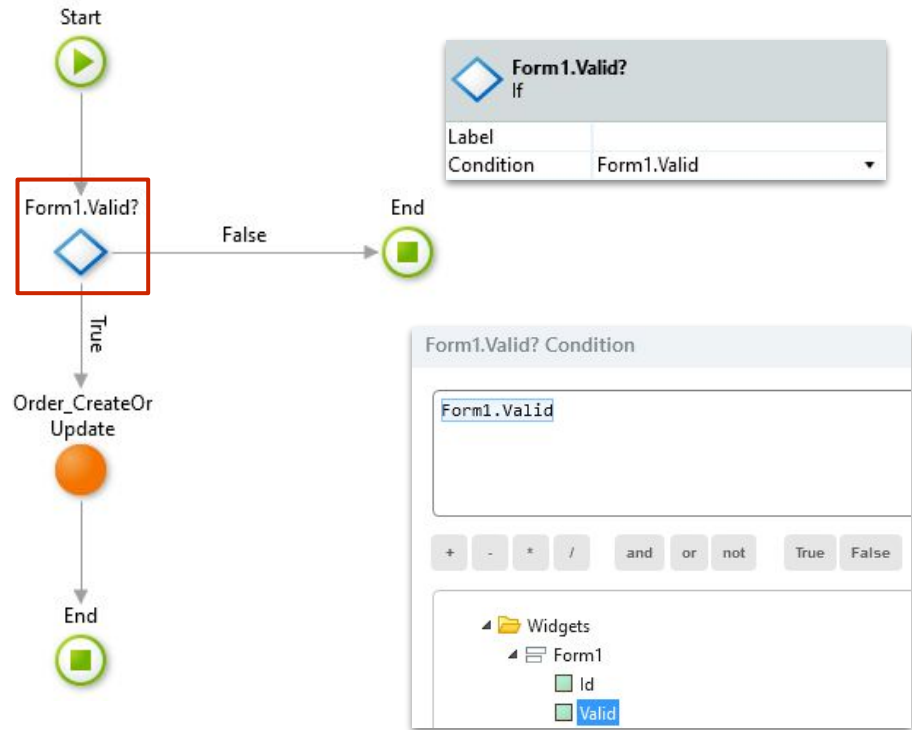 Start
Form1.Valid?
False
End
True
Order_CreateOr
Update
End
Form1.Valid?
If
Label
Condition Form1.Valid
Form1.Valid? Condition
Form1.Valid
+ - * / and or not True False
Widgets
Form1
Id
Valid